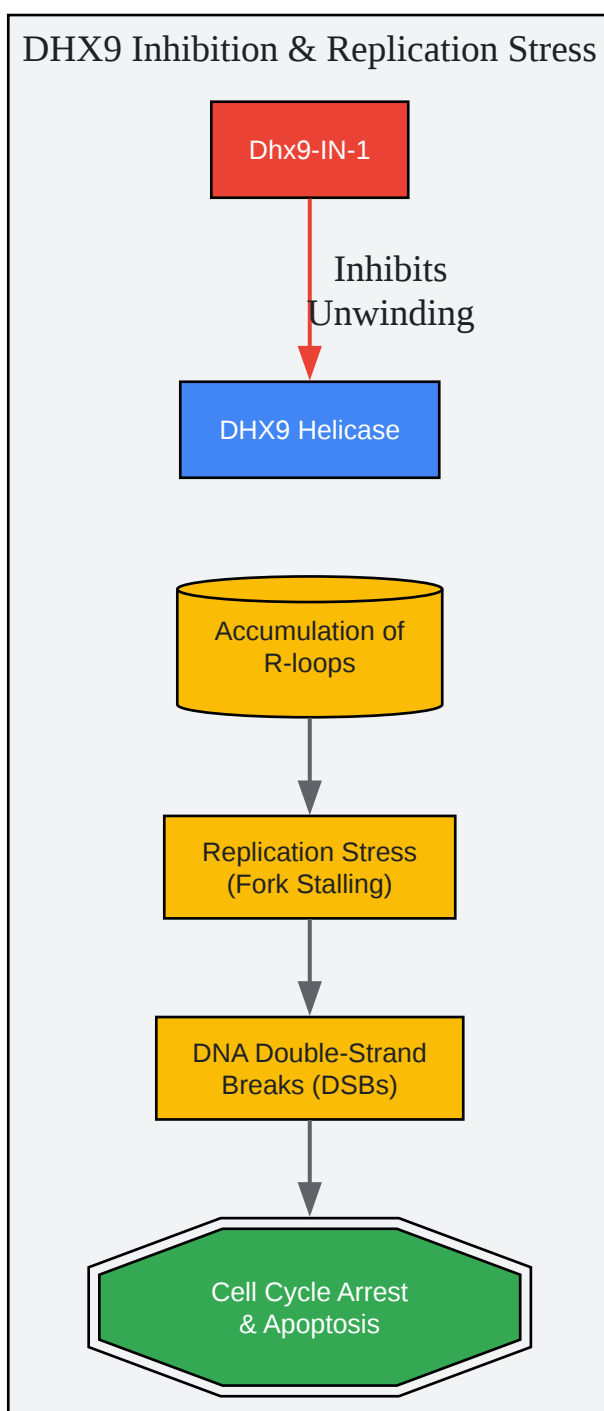 DHX9 Inhibition & Replication Stress
Dhx9-IN-1
Inhibits
Unwinding
DHX9 Helicase
Accumulation of
R-loops
Replication Stress
(Fork Stalling)
DNA Double-Strand
Breaks (DSBs)
Cell Cycle Arrest
& Apoptosis